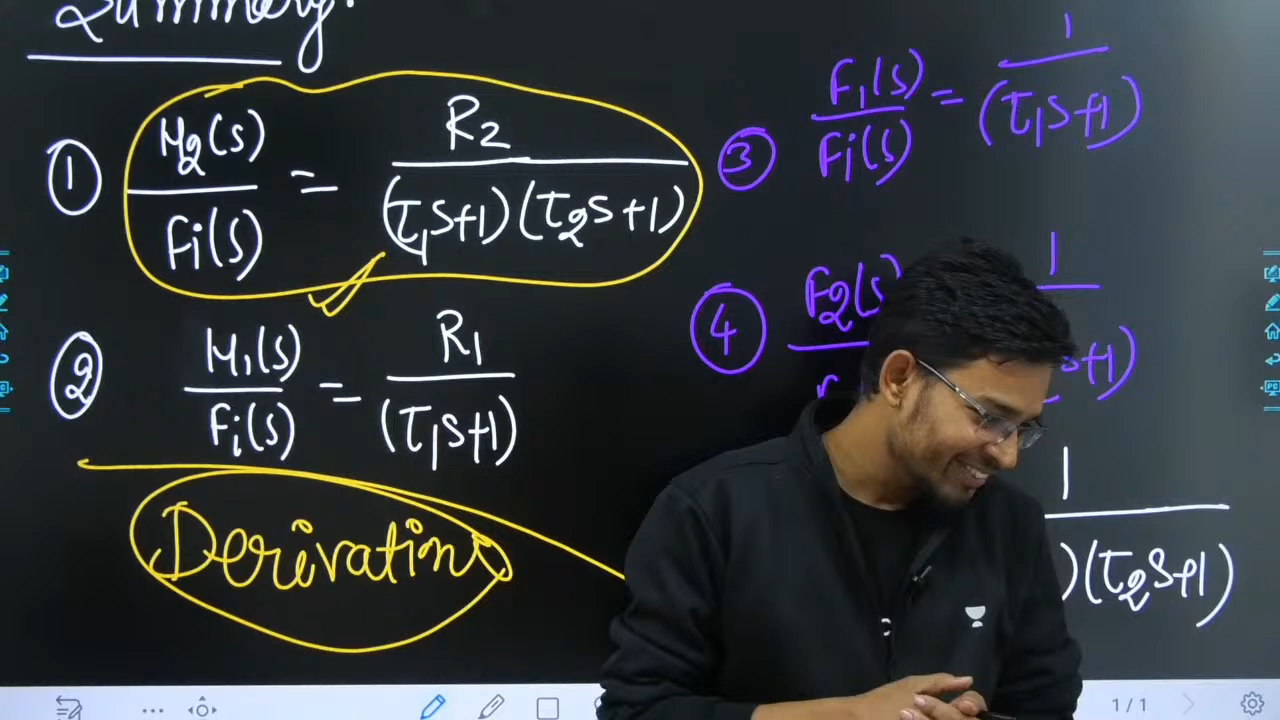 Summary:
① H₂(s)/Fi(s) = R₂/(τ₁s+1)(τ₂s+1)
② H₁(s)/Fi(s) = R₁/(τ₁s+1)
Derivations
③ F₁(s)/Fi(s) = 1/(τ₁s+1)
④ F₂(s) 1
s+1)
1
)(τ₂s+1)
1/1